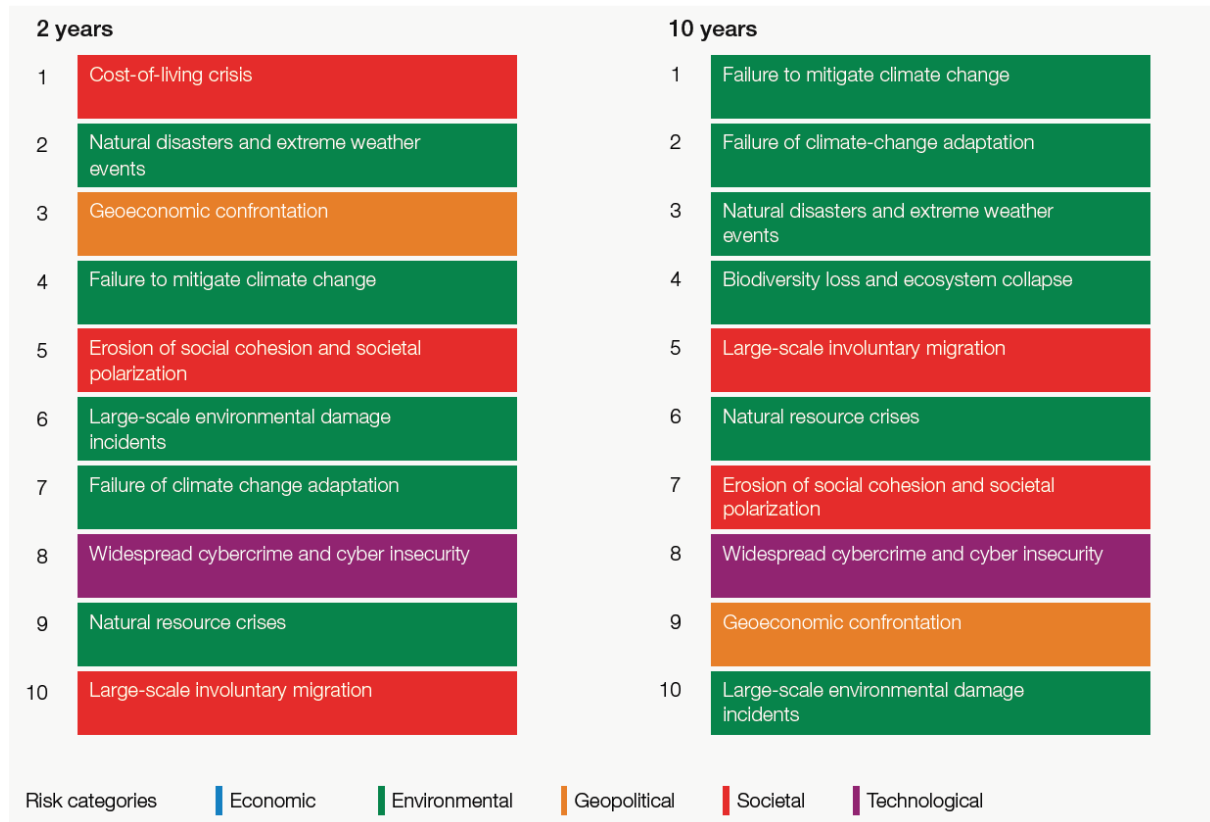 2 years
1 Cost-of-living crisis
2 Natural disasters and extreme weather
events
3 Geoeconomic confrontation
4 Failure to mitigate climate change
5 Erosion of social cohesion and societal
polarization
6 Large-scale environmental damage
incidents
7 Failure of climate change adaptation
8 Widespread cybercrime and cyber insecurity
9 Natural resource crises
10 Large-scale involuntary migration
10 years
1 Failure to mitigate climate change
2 Failure of climate-change adaptation
3 Natural disasters and extreme weather
events
4 Biodiversity loss and ecosystem collapse
5 Large-scale involuntary migration
6 Natural resource crises
7 Erosion of social cohesion and societal
polarization
8 Widespread cybercrime and cyber insecurity
9 Geoeconomic confrontation
10 Large-scale environmental damage
incidents
Risk categories Economic Environmental Geopolitical Societal Technological